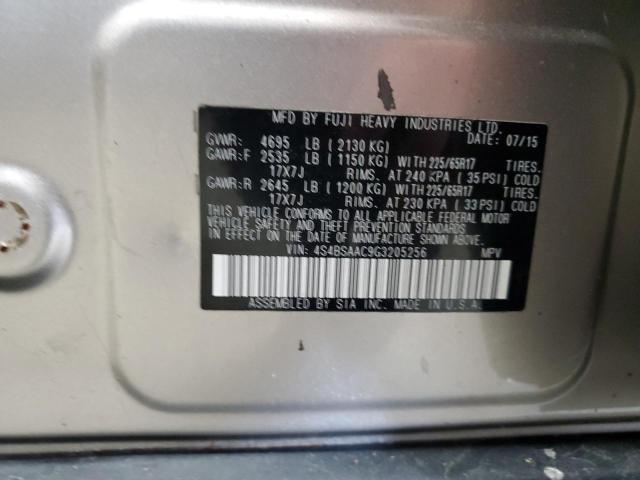 MFD BY FUJI HEAVY INDUSTRIES LTD.
GVWR: 4695 LB ( 2130 KG) DATE: 07/15
GAWR:F 2535 LB ( 1150 KG) WITH 225/65R17 TIRES.
17X7J RIMS. AT 240 KPA ( 35 PSI) COLD
GAWR:R 2645 LB ( 1200 KG) WITH 225/65R17 TIRES.
17X7J RIMS. AT 230 KPA ( 33 PSI) COLD
THIS VEHICLE CONFORMS TO ALL APPLICABLE FEDERAL MOTOR
VEHICLE SAFETY AND THEFT PREVENTION STANDARDS
IN EFFECT ON THE DATE OF MANUFACTURE SHOWN ABOVE.
VIN: 4S4BSAAC9G3205256 MPV
ASSEMBLED BY SIA INC. MADE IN U.S.A.